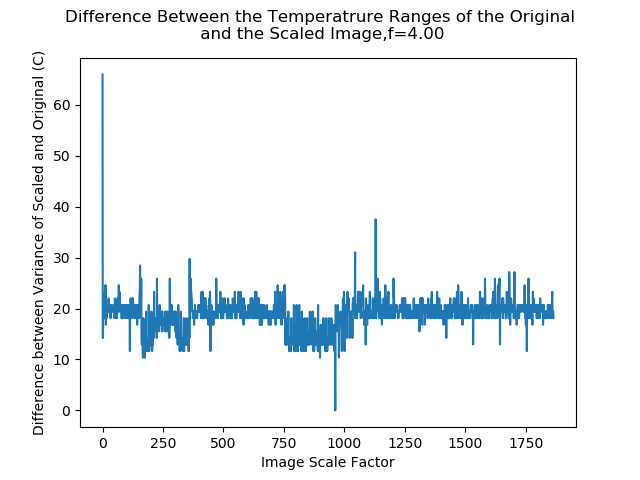 Difference Between the Temperatrure Ranges of the Original
and the Scaled Image,f=4.00
Difference between Variance of Scaled and Original (C)
60
50
40
30
20
10
0
0 250 500 750 1000 1250 1500 1750
Image Scale Factor